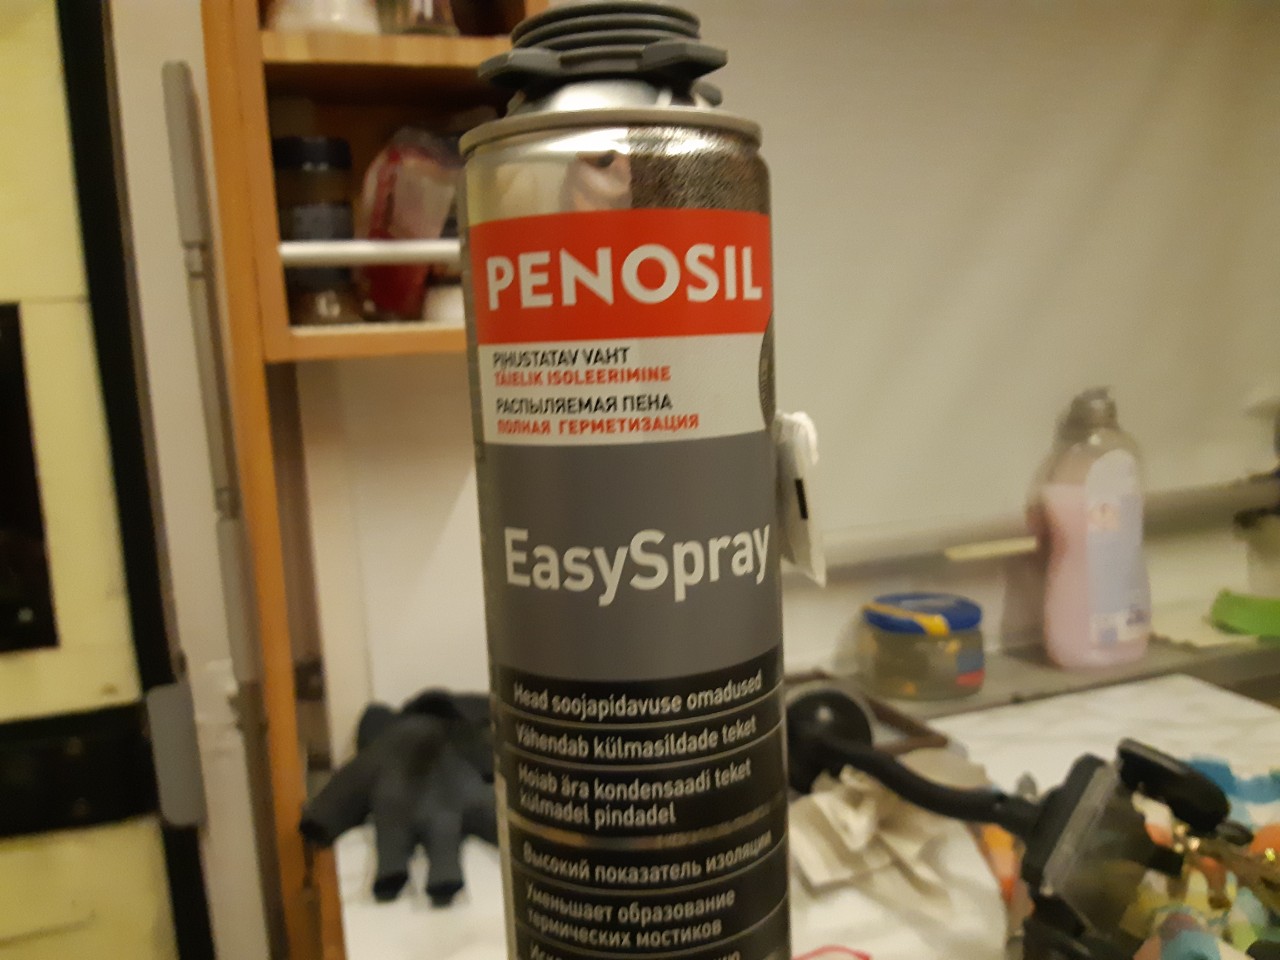 PENOSIL
PIHUSTATAV VAHT
TÄIELIK ISOLEERIMINE
РАСПЫЛЯЕМАЯ ПЕНА
ПОЛНАЯ ГЕРМЕТИЗАЦИЯ
EasySpray
Head soojapidavuse omadused
Vähendab külmasildade teket
Hoiab ära kondensaadi teket
külmadel pindadel
Высокий показатель изоляции
Уменьшает образование
термических мостиков